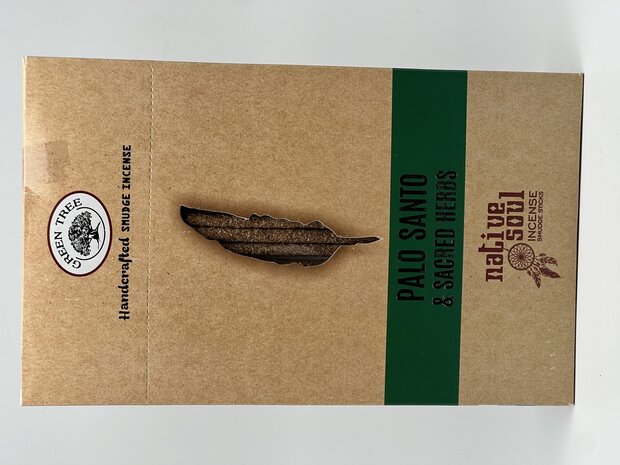 GREEN TREE
Handcrafted SMUDGE INCENSE
PALO SANTO
& SACRED HERBS
native
soul
INCENSE
SMUDGE STICKS